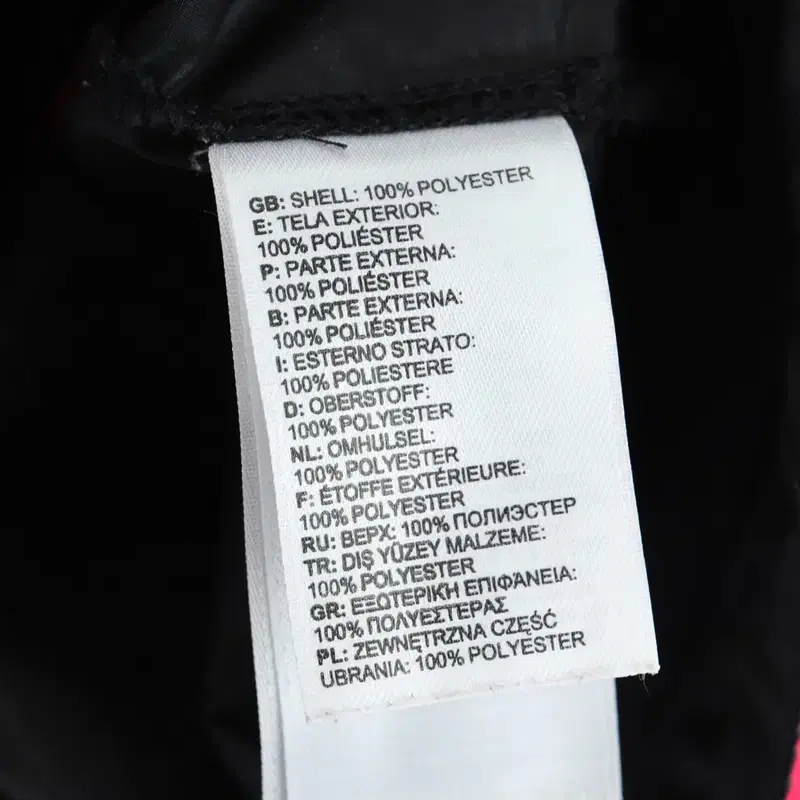 GB: SHELL: 100% POLYESTER
E: TELA EXTERIOR:
100% POLIÉSTER
P: PARTE EXTERNA:
100% POLIÉSTER
B: PARTE EXTERNA:
100% POLIÉSTER
I: ESTERNO STRATO:
100% POLIESTERE
D: OBERSTOFF:
100% POLYESTER
NL: OMHULSEL:
100% POLYESTER
F: ÉTOFFE EXTÉRIEURE:
100% POLYESTER
RU: ВЕРХ: 100% ПОЛИЭСТЕР
TR: DIŞ YÜZEY MALZEME:
100% POLYESTER
GR: ΕΞΩΤΕΡΙΚΗ ΕΠΙΦΆΝΕΙΑ:
100% ΠΟΛΥΕΣΤΕΡΑΣ
PL: ZEWNĘTRZNA CZĘŚĆ
UBRANIA: 100% POLYESTER